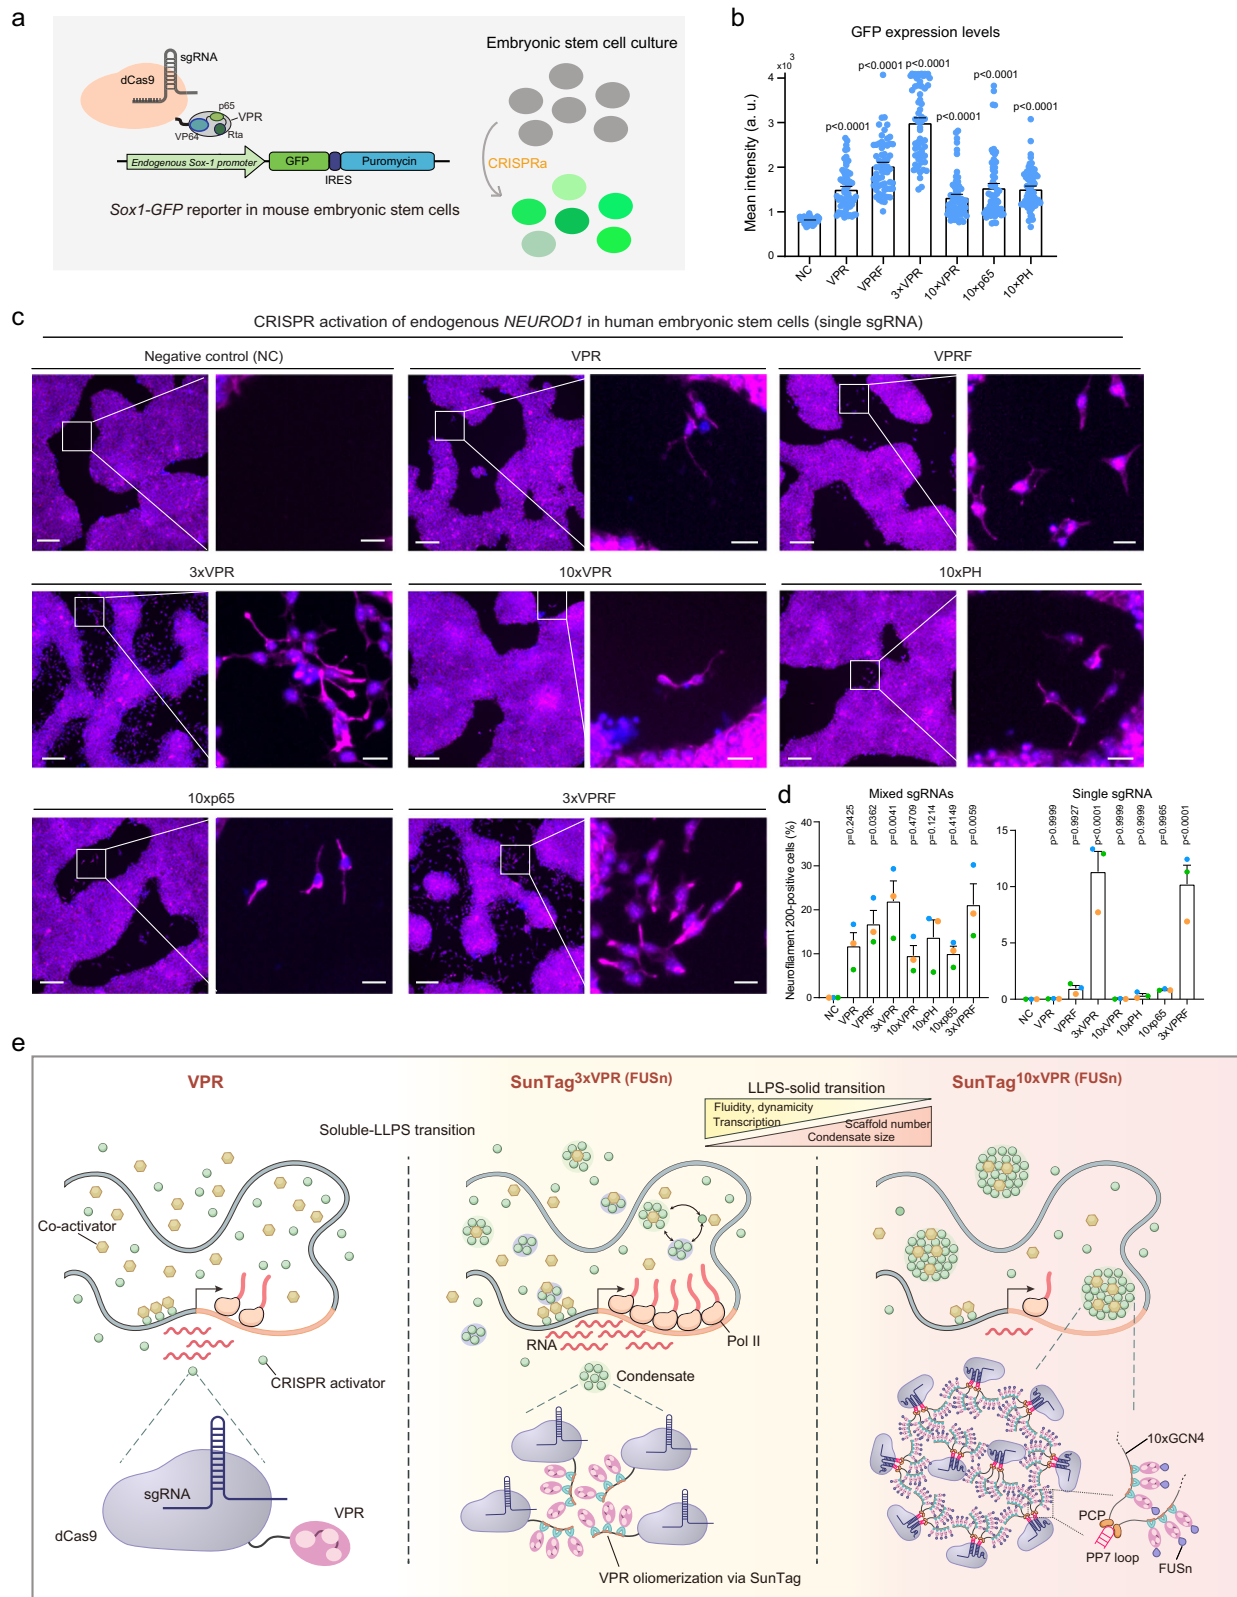 a
sgRNA
dCas9
p65
VPR
VP64
Rta
Endogenous Sox-1 promoter
GFP
Puromycin
IRES
Sox1-GFP reporter in mouse embryonic stem cells
Embryonic stem cell culture
CRISPRa
b
GFP expression levels
x10³
Mean intensity (a. u.)
4
3
2
1
0
p<0.0001
p<0.0001
p<0.0001
p<0.0001
p<0.0001
p<0.0001
NC
VPR
VPRF
3×VPR
10×VPR
10×p65
10×PH
c
CRISPR activation of endogenous NEUROD1 in human embryonic stem cells (single sgRNA)
Negative control (NC)
VPR
VPRF
3xVPR
10xVPR
10xPH
10xp65
3xVPRF
d
Mixed sgRNAs
Neurofilament 200-positive cells (%)
40
30
20
10
0
p=0.2425
p=0.0362
p=0.0041
p=0.4709
p=0.1214
p=0.4149
p=0.0059
NC
VPR
VPRF
3xVPR
10xVPR
10xPH
10xp65
3xVPRF
Single sgRNA
15
10
5
0
p>0.9999
p=0.9927
p<0.0001
p>0.9999
p>0.9999
p=0.9965
p<0.0001
NC
VPR
VPRF
3xVPR
10xVPR
10xPH
10xp65
3xVPRF
e
VPR
SunTag3xVPR (FUSn)
SunTag10xVPR (FUSn)
LLPS-solid transition
Fluidity, dynamicity
Transcription
Scaffold number
Condensate size
Soluble-LLPS transition
Co-activator
CRISPR activator
RNA
Pol II
Condensate
sgRNA
dCas9
VPR
VPR oliomerization via SunTag
10xGCN4
PCP
PP7 loop
FUSn